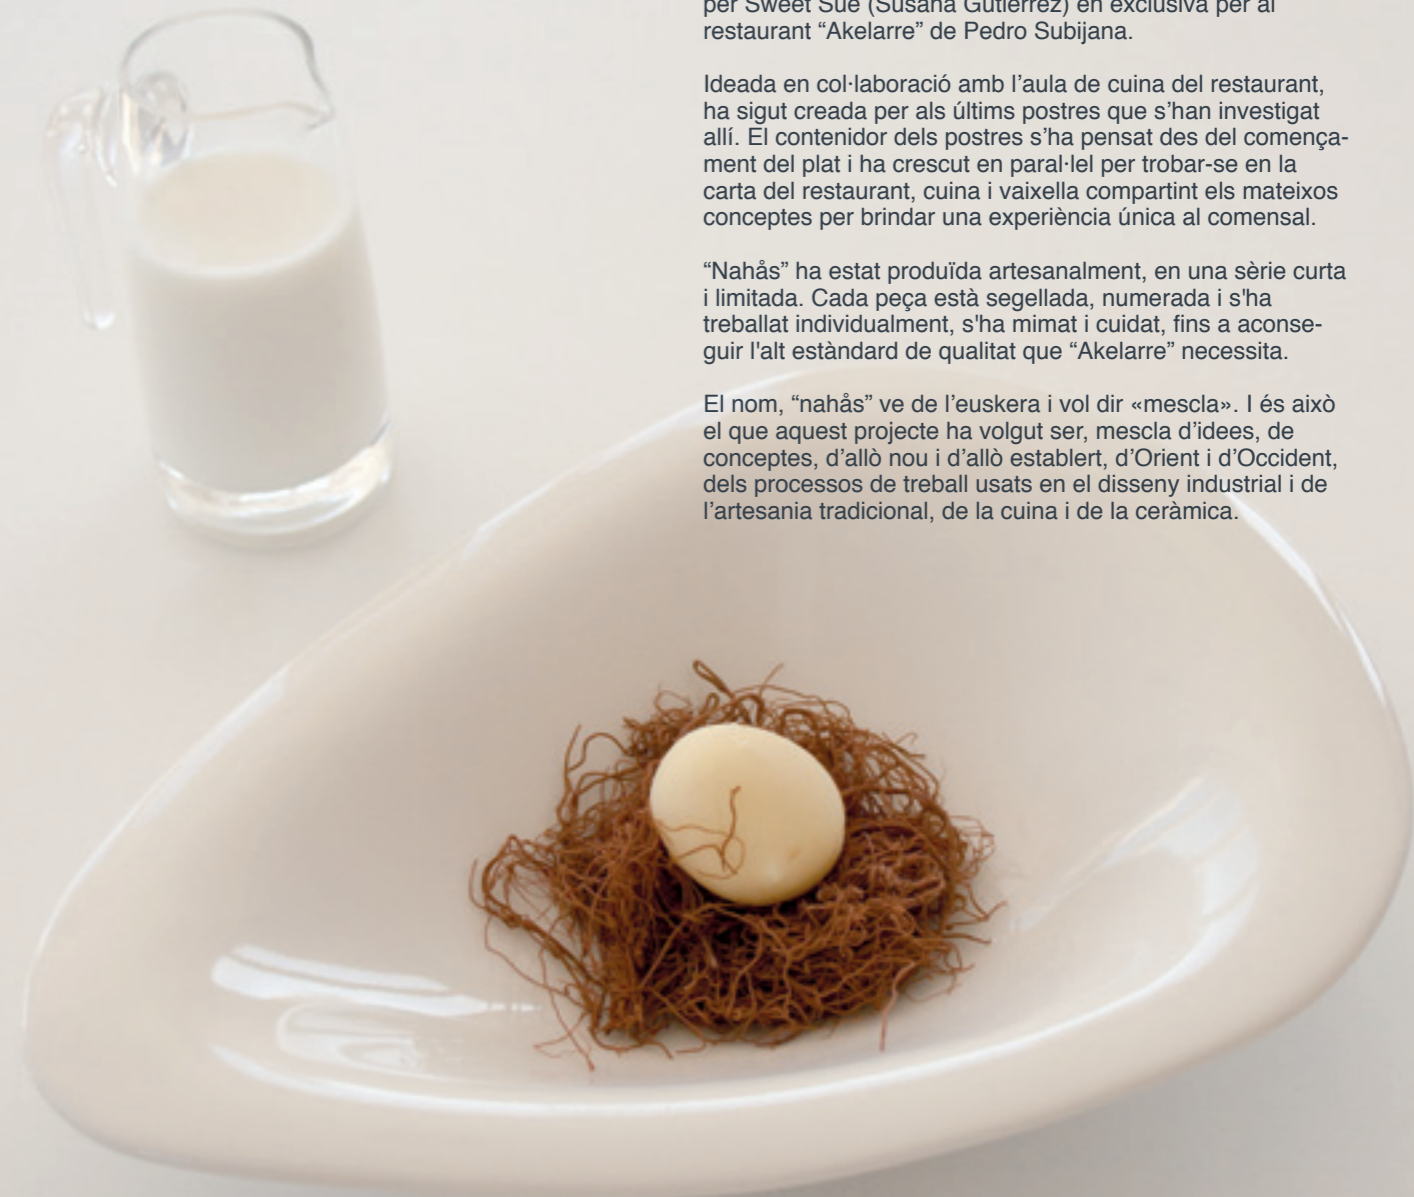 per Sweet Sue (Susana Gutiérrez) en exclusiva per al
restaurant “Akelarre” de Pedro Subijana.
Ideada en col·laboració amb l’aula de cuina del restaurant,
ha sigut creada per als últims postres que s’han investigat
allí. El contenidor dels postres s’ha pensat des del comença-
ment del plat i ha crescut en paral·lel per trobar-se en la
carta del restaurant, cuina i vaixella compartint els mateixos
conceptes per brindar una experiència única al comensal.
“Nahås” ha estat produïda artesanalment, en una sèrie curta
i limitada. Cada peça està segellada, numerada i s'ha
treballat individualment, s'ha mimat i cuidat, fins a aconse-
guir l'alt estàndard de qualitat que “Akelarre” necessita.
El nom, “nahås” ve de l’euskera i vol dir «mescla». I és això
el que aquest projecte ha volgut ser, mescla d’idees, de
conceptes, d’allò nou i d’allò establert, d’Orient i d’Occident,
dels processos de treball usats en el disseny industrial i de
l’artesania tradicional, de la cuina i de la ceràmica.